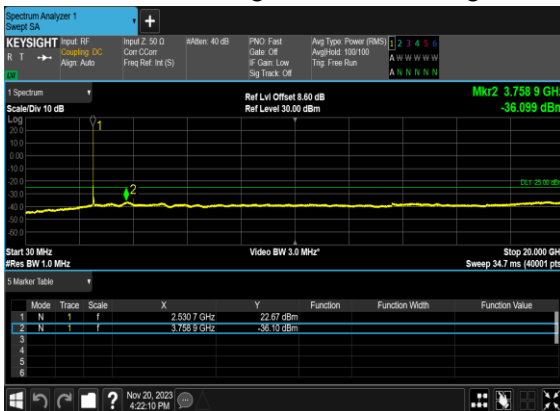 Spectrum Analyzer 1
Swept SA
KEYSIGHT
R T
LV
Input: RF
Coupling: DC
Align: Auto
Input Z: 50 Ω
Corr CCorr
Freq Ref: Int (S)
#Atten: 40 dB
PNO: Fast
Gate: Off
IF Gain: Low
Sig Track: Off
Avg Type: Power (RMS)
Avg|Hold: 100/100
Trig: Free Run
1 2 3 4 5 6
A W W W W W
A N N N N N
1 Spectrum
Scale/Div 10 dB
Ref Lvl Offset 8.60 dB
Ref Level 30.00 dBm
Mkr2 3.758 9 GHz
-36.099 dBm
Log
20.0
10.0
0.00
-10.0
-20.0
-30.0
-40.0
-50.0
-60.0
1
2
Start 30 MHz
#Res BW 1.0 MHz
Video BW 3.0 MHz*
Stop 20.000 GH
Sweep 34.7 ms (40001 pts
5 Marker Table
Mode Trace Scale X Y Function Function Width Function Value
1 N 1 f 2.530 7 GHz 22.67 dBm
2 N 1 f 3.758 9 GHz -36.10 dBm
3
4
5
6
?
Nov 20, 2023
4:22:10 PM